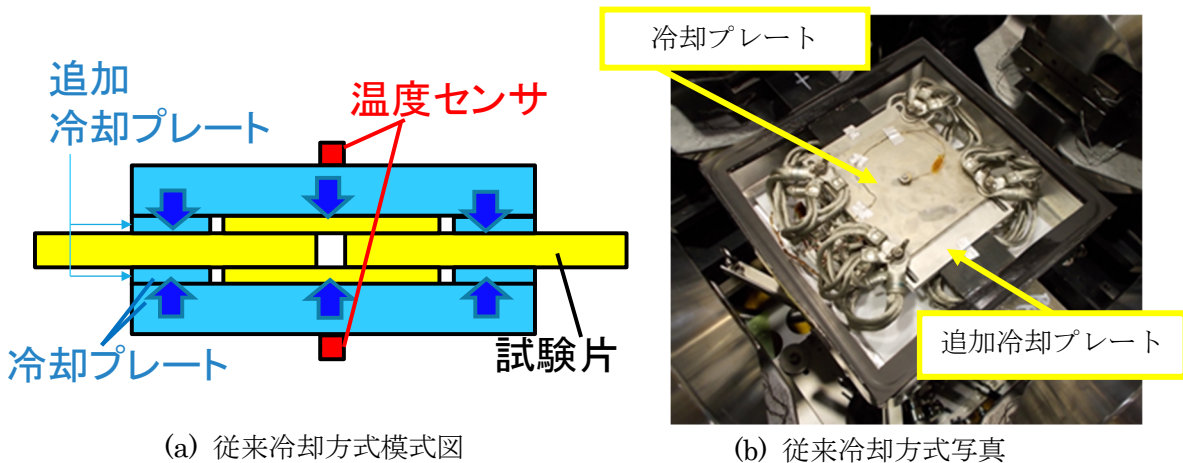 追加
冷却プレート
温度センサ
冷却プレート
試験片
(a) 従来冷却方式模式図
冷却プレート
追加冷却プレート
(b) 従来冷却方式写真